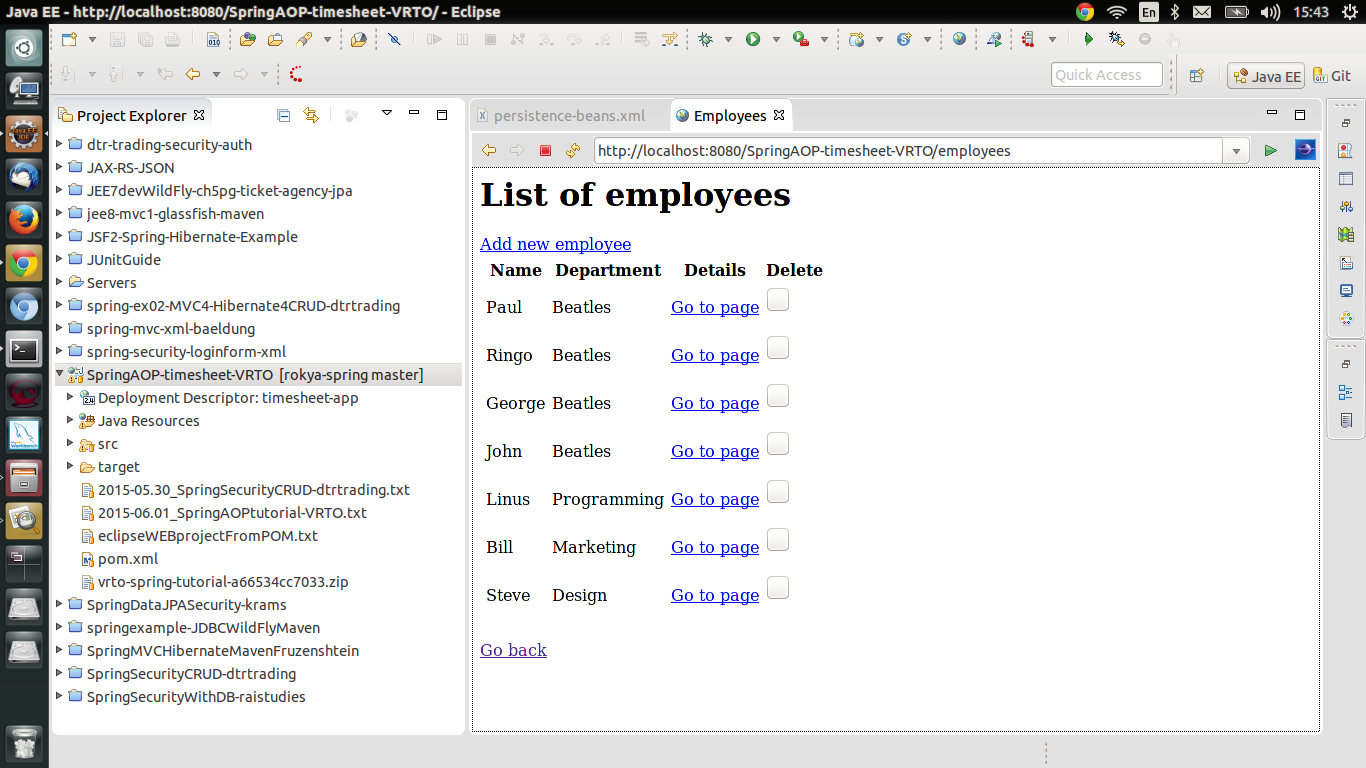 Java EE - http://localhost:8080/SpringAOP-timesheet-VRTO/ - Eclipse
En
15:43
Quick Access
Java EE
Git
Project Explorer
dtr-trading-security-auth
JAX-RS-JSON
JEE7devWildFly-ch5pg-ticket-agency-jpa
jee8-mvc1-glassfish-maven
JSF2-Spring-Hibernate-Example
JUnitGuide
Servers
spring-ex02-MVC4-Hibernate4CRUD-dtrtrading
spring-mvc-xml-baeldung
spring-security-loginform-xml
SpringAOP-timesheet-VRTO [rokya-spring master]
Deployment Descriptor: timesheet-app
Java Resources
src
target
2015-05.30_SpringSecurityCRUD-dtrtrading.txt
2015-06.01_SpringAOPtutorial-VRTO.txt
eclipseWEBprojectFromPOM.txt
pom.xml
vrto-spring-tutorial-a66534cc7033.zip
SpringDataJPASecurity-krams
springexample-JDBCWildFlyMaven
SpringMVCHibernateMavenFruzenshtein
SpringSecurityCRUD-dtrtrading
SpringSecurityWithDB-raistudies
persistence-beans.xml
Employees
http://localhost:8080/SpringAOP-timesheet-VRTO/employees
List of employees
Add new employee
Name Department Details Delete
Paul Beatles Go to page
Ringo Beatles Go to page
George Beatles Go to page
John Beatles Go to page
Linus Programming Go to page
Bill Marketing Go to page
Steve Design Go to page
Go back